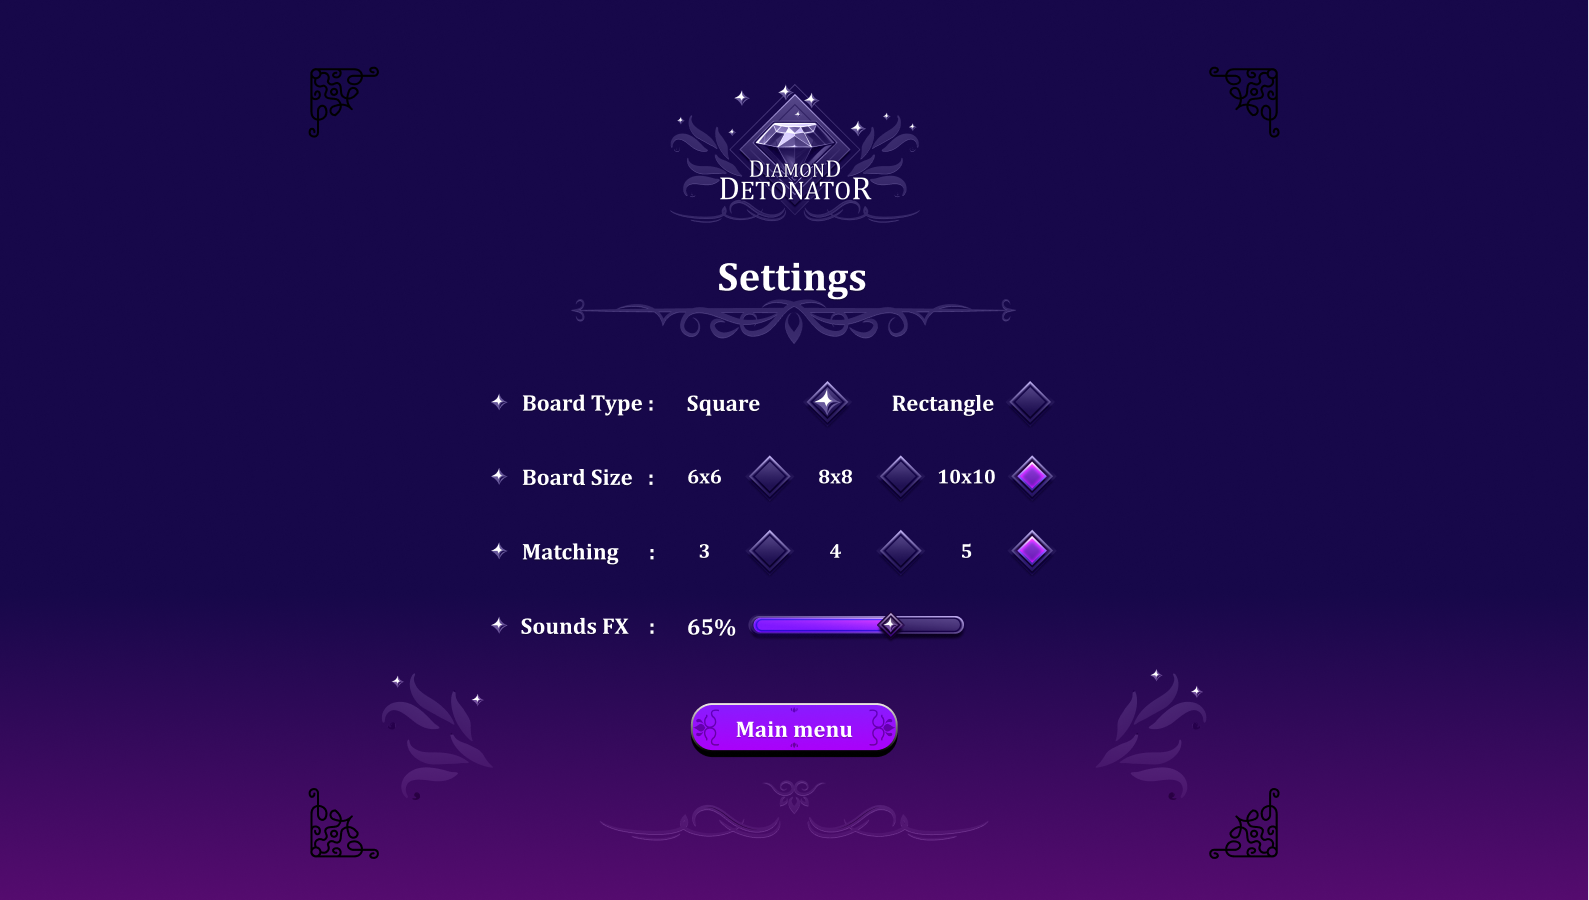 DIAMOND
DETONATOR
Settings
Board Type : Square Rectangle
Board Size : 6x6 8x8 10x10
Matching : 3 4 5
Sounds FX : 65%
Main menu